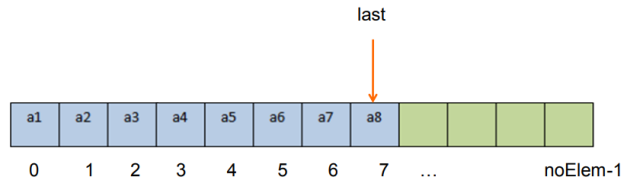 last
a1 a2 a3 a4 a5 a6 a7 a8
0 1 2 3 4 5 6 7 ... noElem-1